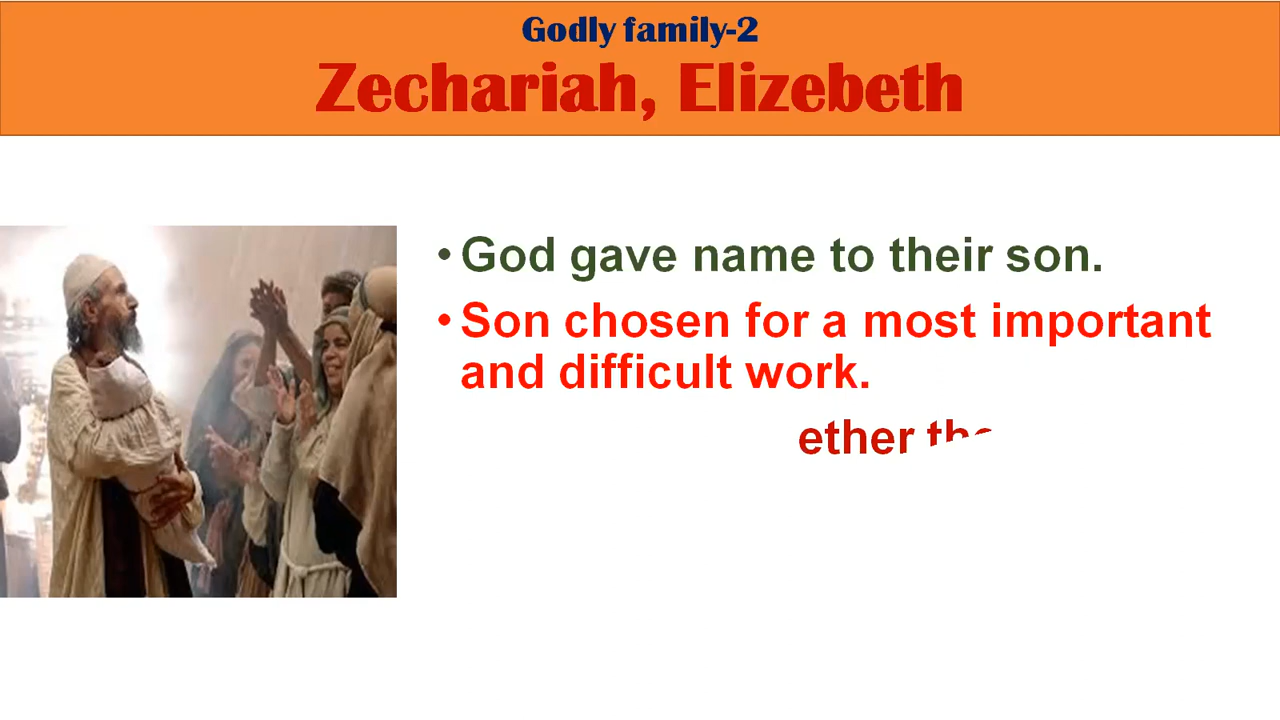 Godly family-2
Zechariah, Elizebeth
• God gave name to their son.
• Son chosen for a most important
and difficult work.